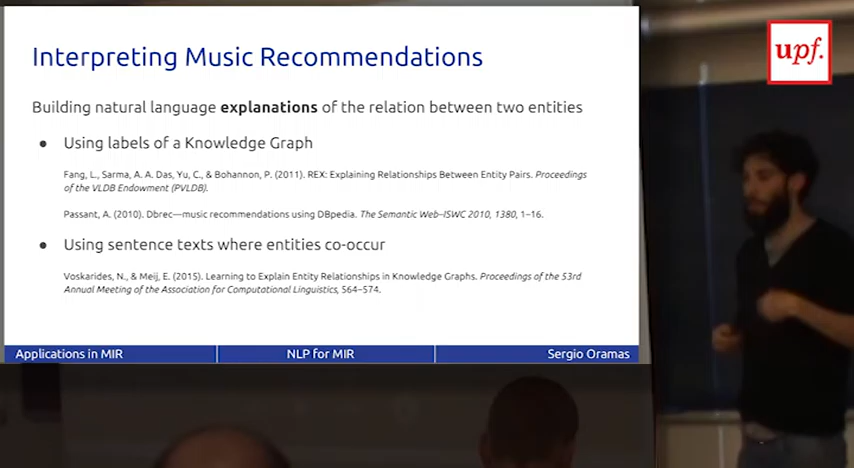 Interpreting Music Recommendations
upf.
Building natural language explanations of the relation between two entities
● Using labels of a Knowledge Graph
Fang, L., Sarma, A. A. Das, Yu, C., & Bohannon, P. (2011). REX: Explaining Relationships Between Entity Pairs. Proceedings
of the VLDB Endowment (PVLDB).
Passant, A. (2010). Dbrec—music recommendations using DBpedia. The Semantic Web–ISWC 2010, 1380, 1–16.
● Using sentence texts where entities co-occur
Voskarides, N., & Meij, E. (2015). Learning to Explain Entity Relationships in Knowledge Graphs. Proceedings of the 53rd
Annual Meeting of the Association for Computational Linguistics, 564–574.
Applications in MIR
NLP for MIR
Sergio Oramas